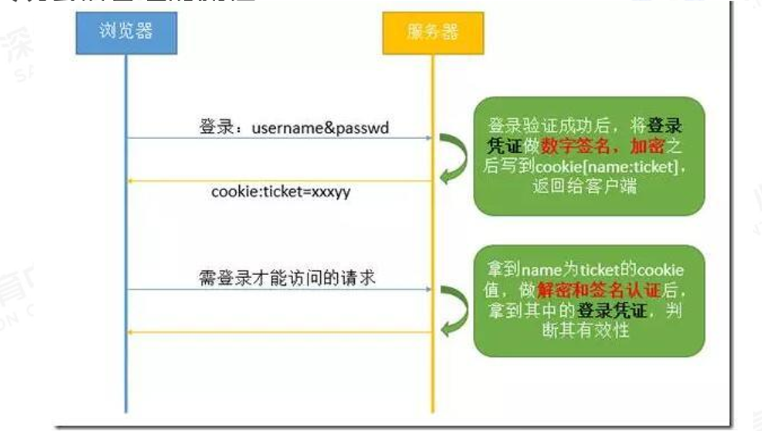 浏览器
服务器
登录：username&passwd
登录验证成功后，将登录
凭证做数字签名，加密之
后写到cookie[name:ticket]，
返回给客户端
cookie:ticket=xxxyy
需登录才能访问的请求
拿到name为ticket的cookie
值，做解密和签名认证后，
拿到其中的登录凭证，判
断其有效性